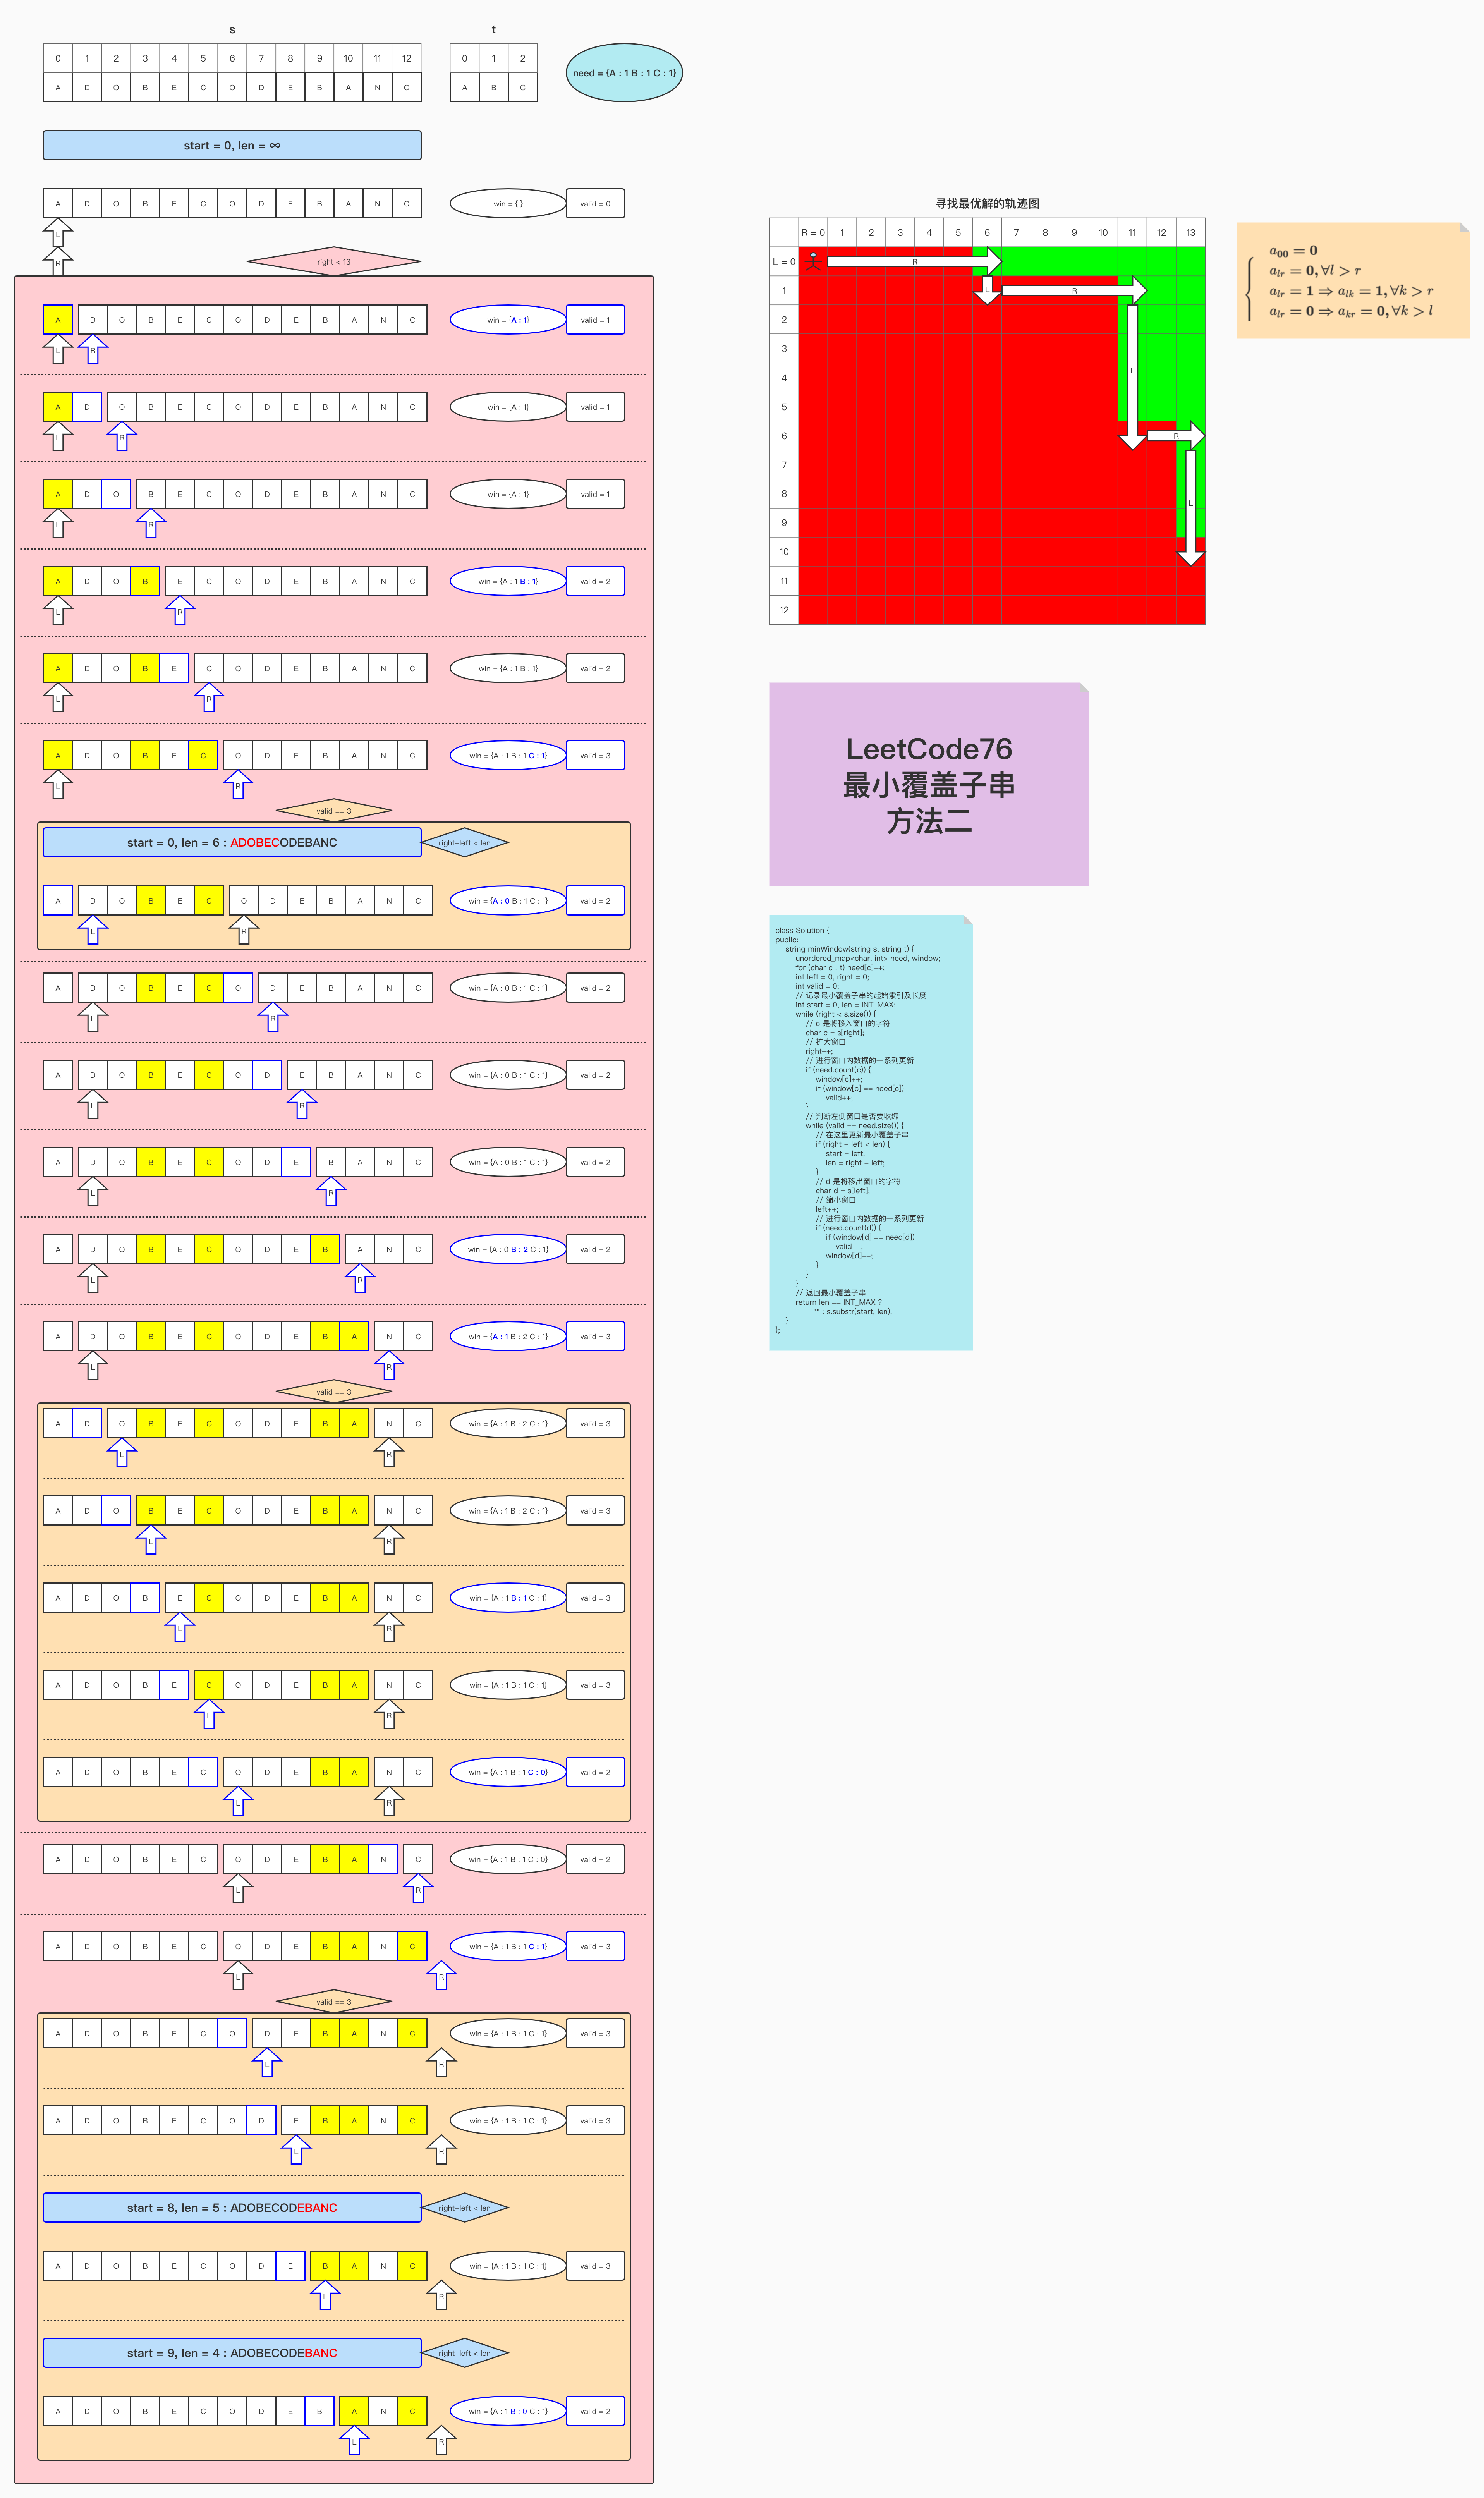 s
0 1 2 3 4 5 6 7 8 9 10 11 12
A D O B E C O D E B A N C
t
0 1 2
A B C
need = {A : 1 B : 1 C : 1}
start = 0, len = ∞
A D O B E C O D E B A N C win = { } valid = 0
L
R
right < 13
A D O B E C O D E B A N C win = {A : 1} valid = 1
L R
A D O B E C O D E B A N C win = {A : 1} valid = 1
L R
A D O B E C O D E B A N C win = {A : 1} valid = 1
L R
A D O B E C O D E B A N C win = {A : 1 B : 1} valid = 2
L R
A D O B E C O D E B A N C win = {A : 1 B : 1} valid = 2
L R
A D O B E C O D E B A N C win = {A : 1 B : 1 C : 1} valid = 3
L R
valid == 3
start = 0, len = 6 : ADOBECODEBANC right-left < len
A D O B E C O D E B A N C win = {A : 0 B : 1 C : 1} valid = 2
L R
A D O B E C O D E B A N C win = {A : 0 B : 1 C : 1} valid = 2
L R
A D O B E C O D E B A N C win = {A : 0 B : 1 C : 1} valid = 2
L R
A D O B E C O D E B A N C win = {A : 0 B : 1 C : 1} valid = 2
L R
A D O B E C O D E B A N C win = {A : 0 B : 2 C : 1} valid = 2
L R
A D O B E C O D E B A N C win = {A : 1 B : 2 C : 1} valid = 3
L R
valid == 3
A D O B E C O D E B A N C win = {A : 1 B : 2 C : 1} valid = 3
L R
A D O B E C O D E B A N C win = {A : 1 B : 2 C : 1} valid = 3
L R
A D O B E C O D E B A N C win = {A : 1 B : 1 C : 1} valid = 3
L R
A D O B E C O D E B A N C win = {A : 1 B : 1 C : 1} valid = 3
L R
A D O B E C O D E B A N C win = {A : 1 B : 1 C : 0} valid = 2
L R
A D O B E C O D E B A N C win = {A : 1 B : 1 C : 0} valid = 2
L R
A D O B E C O D E B A N C win = {A : 1 B : 1 C : 1} valid = 3
L R
valid == 3
A D O B E C O D E B A N C win = {A : 1 B : 1 C : 1} valid = 3
L R
A D O B E C O D E B A N C win = {A : 1 B : 1 C : 1} valid = 3
L R
start = 8, len = 5 : ADOBECODEBANC right-left < len
A D O B E C O D E B A N C win = {A : 1 B : 1 C : 1} valid = 3
L R
start = 9, len = 4 : ADOBECODEBANC right-left < len
A D O B E C O D E B A N C win = {A : 1 B : 0 C : 1} valid = 2
L R
寻找最优解的轨迹图
R = 0 1 2 3 4 5 6 7 8 9 10 11 12 13
L = 0 R
1 L R
2
3
4 L
5
6 R
7
8 L
9
10
11
12
a₀₀ = 0
aₗᵣ = 0, ∀l > r
aₗᵣ = 1 ⇒ aₗₖ = 1, ∀k > r
aₗᵣ = 0 ⇒ aₖᵣ = 0, ∀k > l
LeetCode76
最小覆盖子串
方法二
class Solution {
public:
string minWindow(string s, string t) {
unordered_map<char, int> need, window;
for (char c : t) need[c]++;
int left = 0, right = 0;
int valid = 0;
// 记录最小覆盖子串的起始索引及长度
int start = 0, len = INT_MAX;
while (right < s.size()) {
// c 是将移入窗口的字符
char c = s[right];
// 扩大窗口
right++;
// 进行窗口内数据的一系列更新
if (need.count(c)) {
window[c]++;
if (window[c] == need[c])
valid++;
}
// 判断左侧窗口是否要收缩
while (valid == need.size()) {
// 在这里更新最小覆盖子串
if (right - left < len) {
start = left;
len = right - left;
}
// d 是将移出窗口的字符
char d = s[left];
// 缩小窗口
left++;
// 进行窗口内数据的一系列更新
if (need.count(d)) {
if (window[d] == need[d])
valid--;
window[d]--;
}
}
}
// 返回最小覆盖子串
return len == INT_MAX ?
"" : s.substr(start, len);
}
};